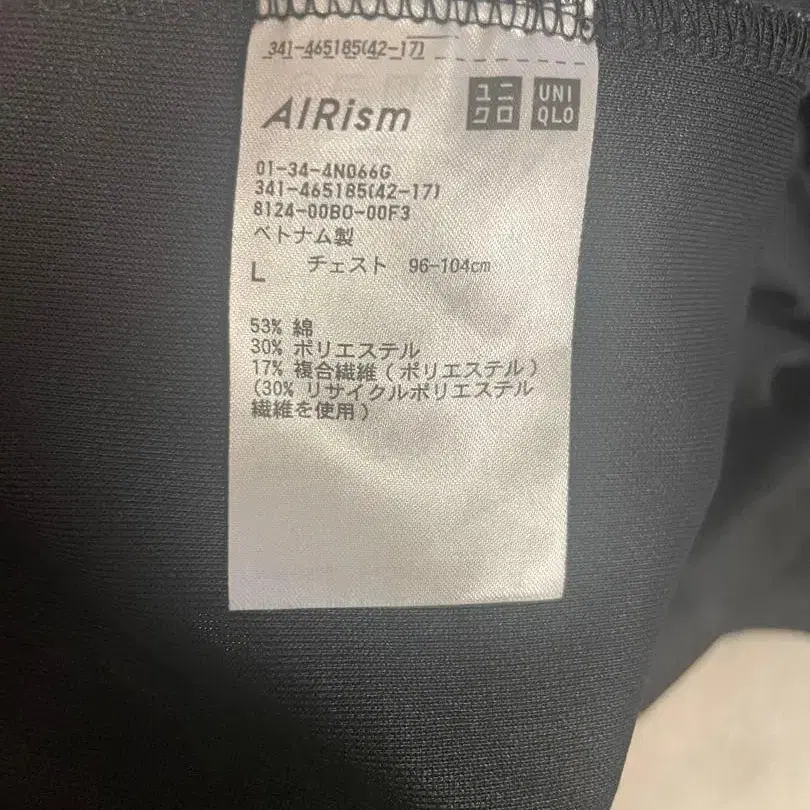 341-465185(42-17)
AIRism
ユニクロ
UNIQLO
01-34-4N066G
341-465185(42-17)
8124-00B0-00F3
ベトナム製
L チェスト 96-104cm
53% 綿
30% ポリエステル
17% 複合繊維 ( ポリエステル )
(30% リサイクルポリエステル
繊維を使用 )